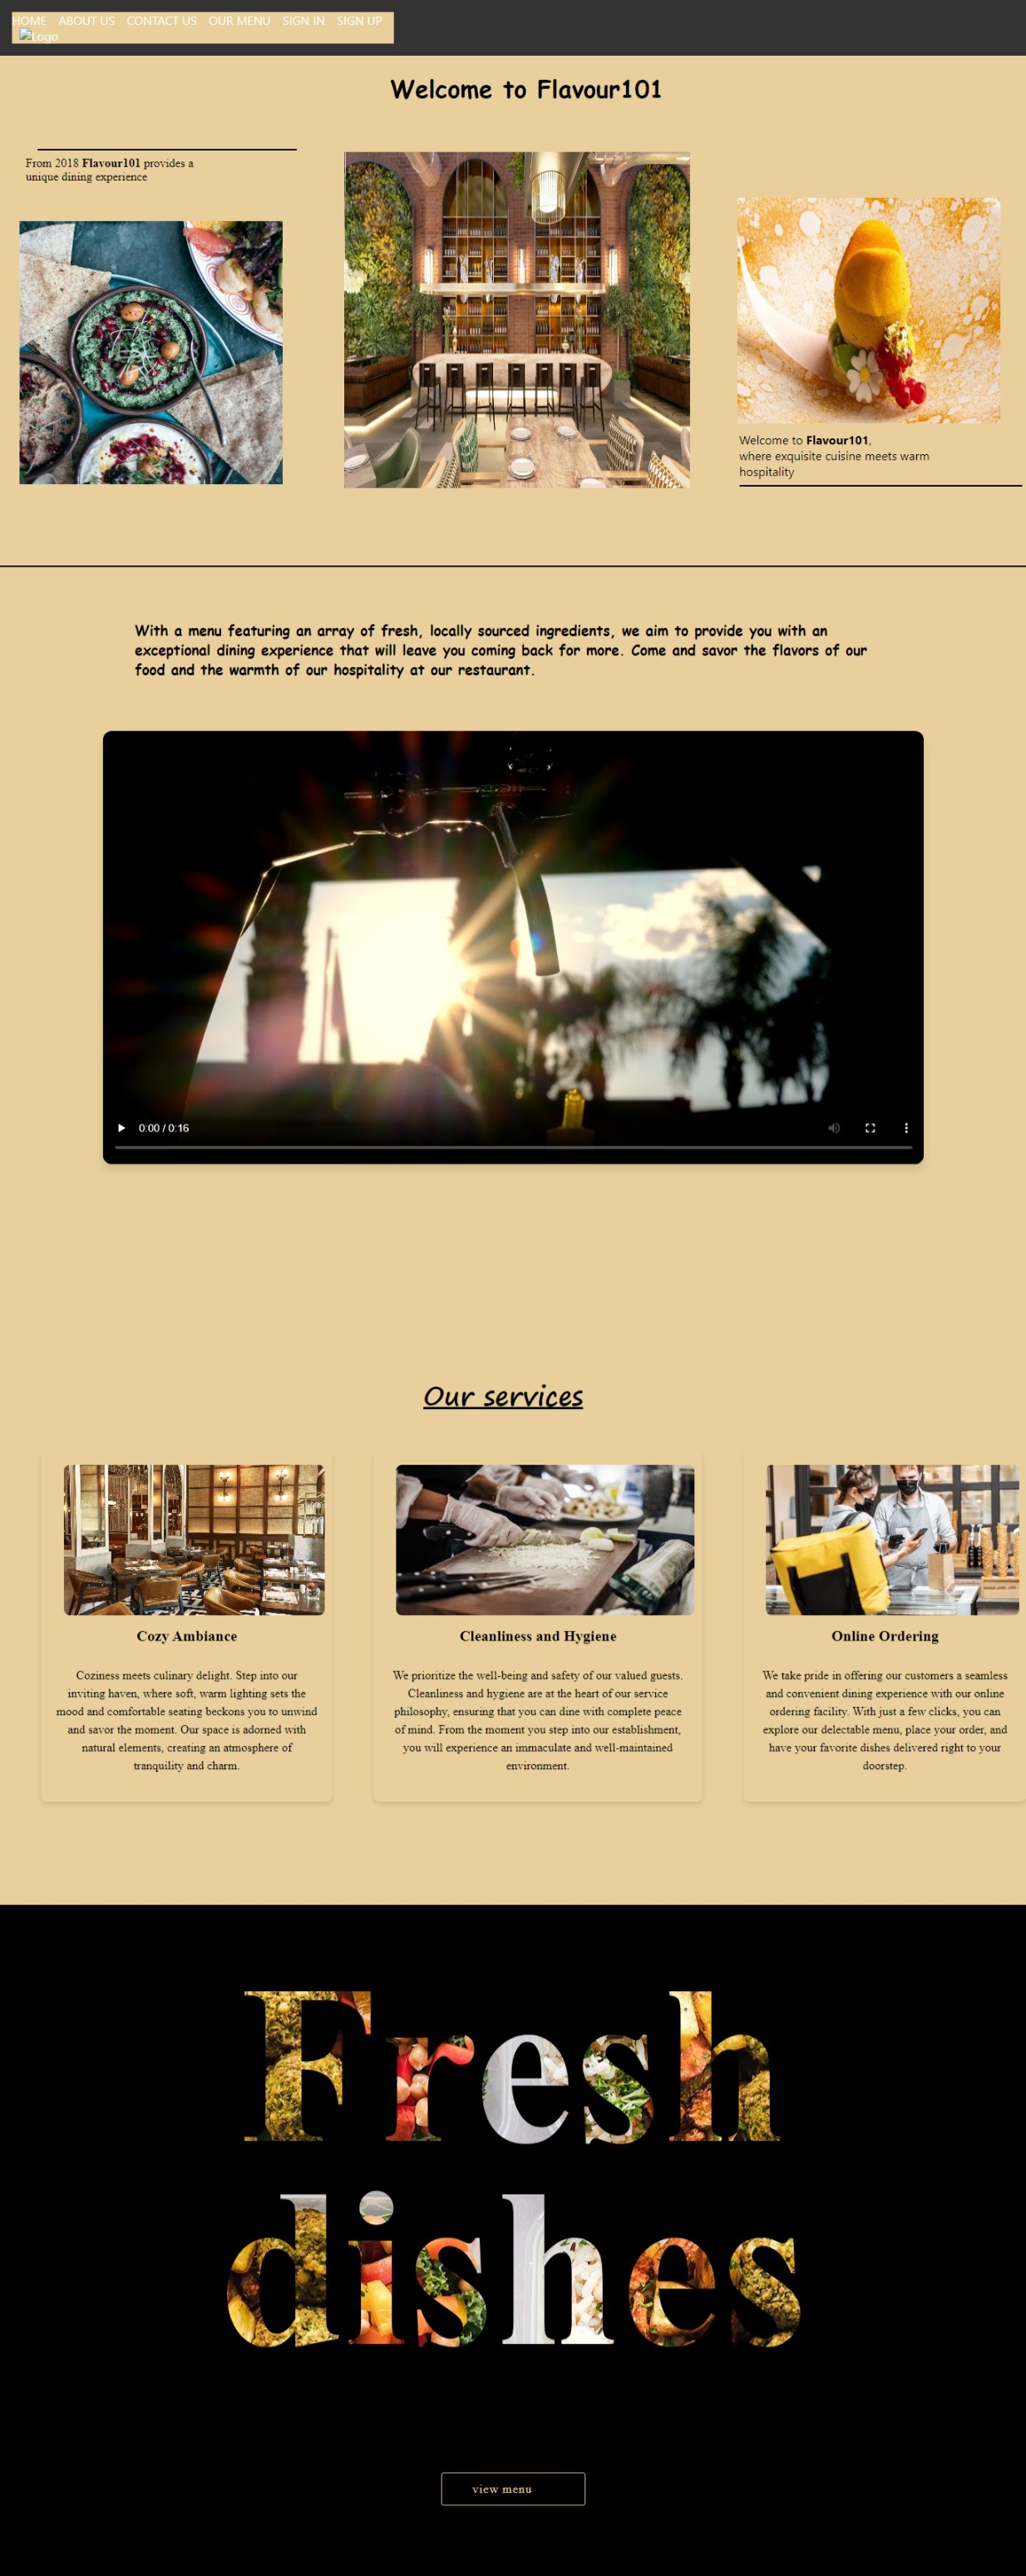 HOME ABOUT US CONTACT US OUR MENU SIGN IN SIGN UP
Logo
Welcome to Flavour101
From 2018 Flavour101 provides a
unique dining experience
Welcome to Flavour101,
where exquisite cuisine meets warm
hospitality
With a menu featuring an array of fresh, locally sourced ingredients, we aim to provide you with an
exceptional dining experience that will leave you coming back for more. Come and savor the flavors of our
food and the warmth of our hospitality at our restaurant.
0:00 / 0:16
Our services
Cozy Ambiance
Coziness meets culinary delight. Step into our
inviting haven, where soft, warm lighting sets the
mood and comfortable seating beckons you to unwind
and savor the moment. Our space is adorned with
natural elements, creating an atmosphere of
tranquility and charm.
Cleanliness and Hygiene
We prioritize the well-being and safety of our valued guests.
Cleanliness and hygiene are at the heart of our service
philosophy, ensuring that you can dine with complete peace
of mind. From the moment you step into our establishment,
you will experience an immaculate and well-maintained
environment.
Online Ordering
We take pride in offering our customers a seamless
and convenient dining experience with our online
ordering facility. With just a few clicks, you can
explore our delectable menu, place your order, and
have your favorite dishes delivered right to your
doorstep.
Fresh
dishes
view menu